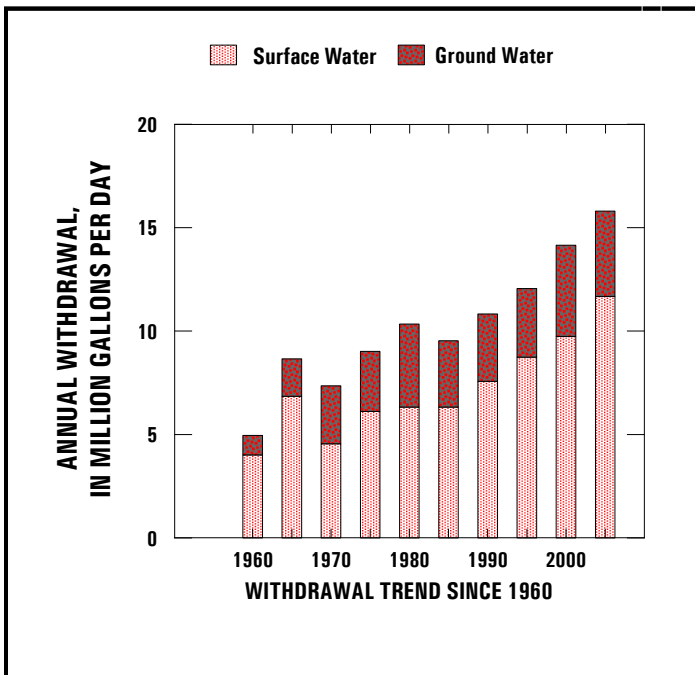 Surface Water Ground Water
ANNUAL WITHDRAWAL,
IN MILLION GALLONS PER DAY
20
15
10
5
0
1960 1970 1980 1990 2000
WITHDRAWAL TREND SINCE 1960